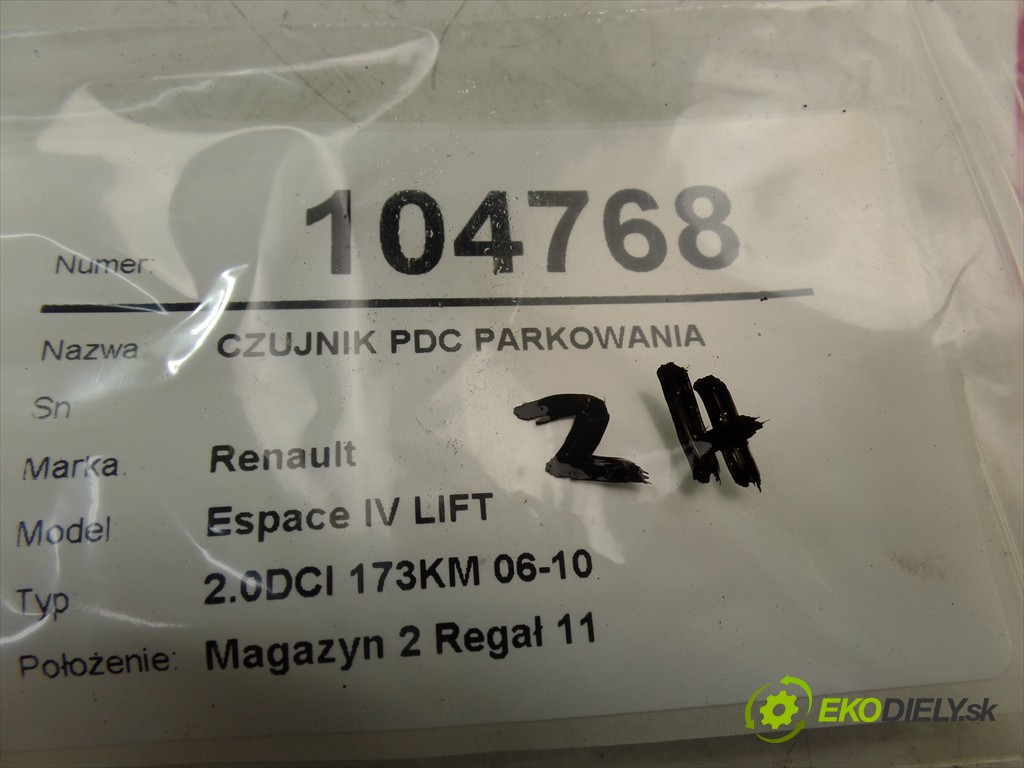 Numer: 104768
Nazwa CZUJNIK PDC PARKOWANIA
24
Sn
Marka Renault
Model Espace IV LIFT
Typ 2.0DCI 173KM 06-10
Położenie: Magazyn 2 Regał 11
EKODIELY.sk